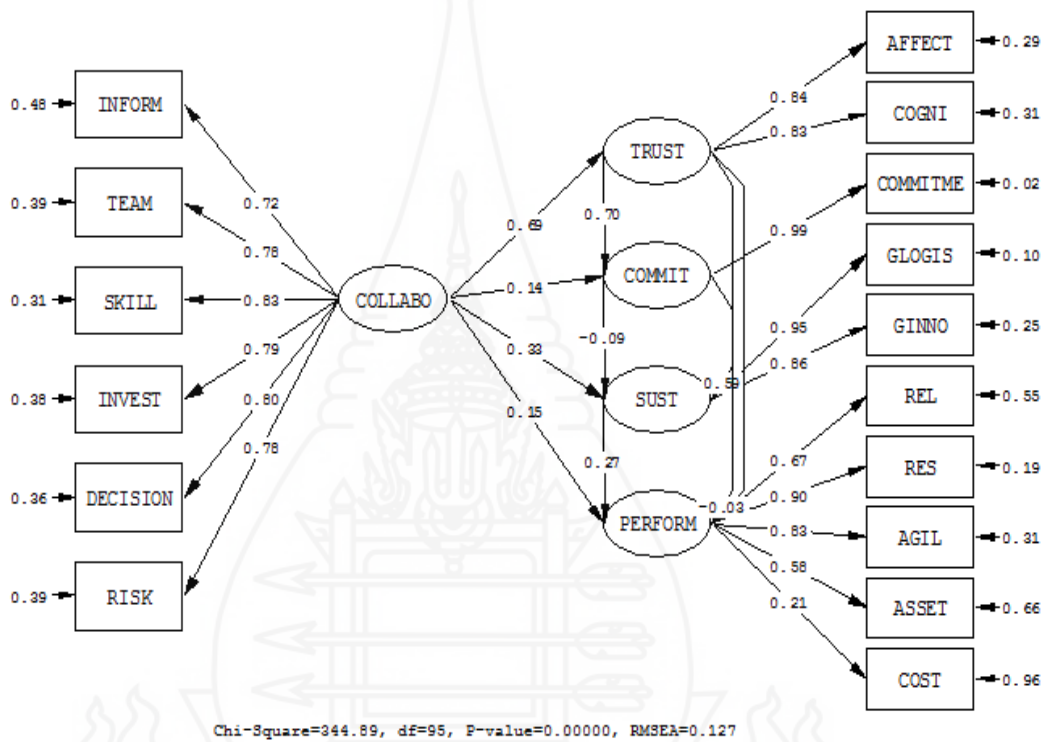 0.48 INFORM
0.39 TEAM
0.31 SKILL
0.38 INVEST
0.36 DECISION
0.39 RISK
0.72
0.78
0.83
0.79
0.80
0.78
COLLABO
0.69
0.14
0.33
0.15
TRUST
0.70
COMMIT
-0.09
SUST
0.27
PERFORM
0.59
-0.03
0.84
0.83
0.99
0.95
0.86
0.67
0.90
0.83
0.58
0.21
AFFECT 0.29
COGNI 0.31
COMMITME 0.02
GLOGIS 0.10
GINNO 0.25
REL 0.55
RES 0.19
AGIL 0.31
ASSET 0.66
COST 0.96
Chi-Square=344.89, df=95, P-value=0.00000, RMSEA=0.127